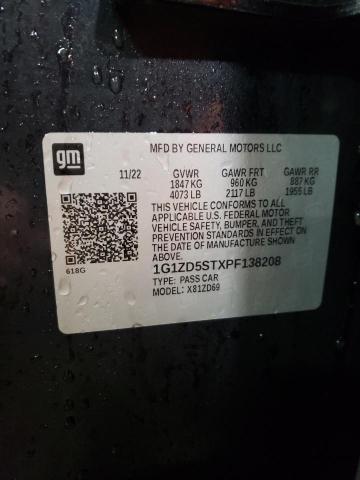 gm
MFD BY GENERAL MOTORS LLC
11/22 GVWR GAWR FRT GAWR RR
1847 KG 960 KG 887 KG
4073 LB 2117 LB 1955 LB
THIS VEHICLE CONFORMS TO ALL
APPLICABLE U.S. FEDERAL MOTOR
VEHICLE SAFETY, BUMPER, AND THEFT
PREVENTION STANDARDS IN EFFECT ON
THE DATE OF MANUFACTURE SHOWN
ABOVE.
618G
1G1ZD5STXPF138208
TYPE: PASS CAR
MODEL: X81ZD69